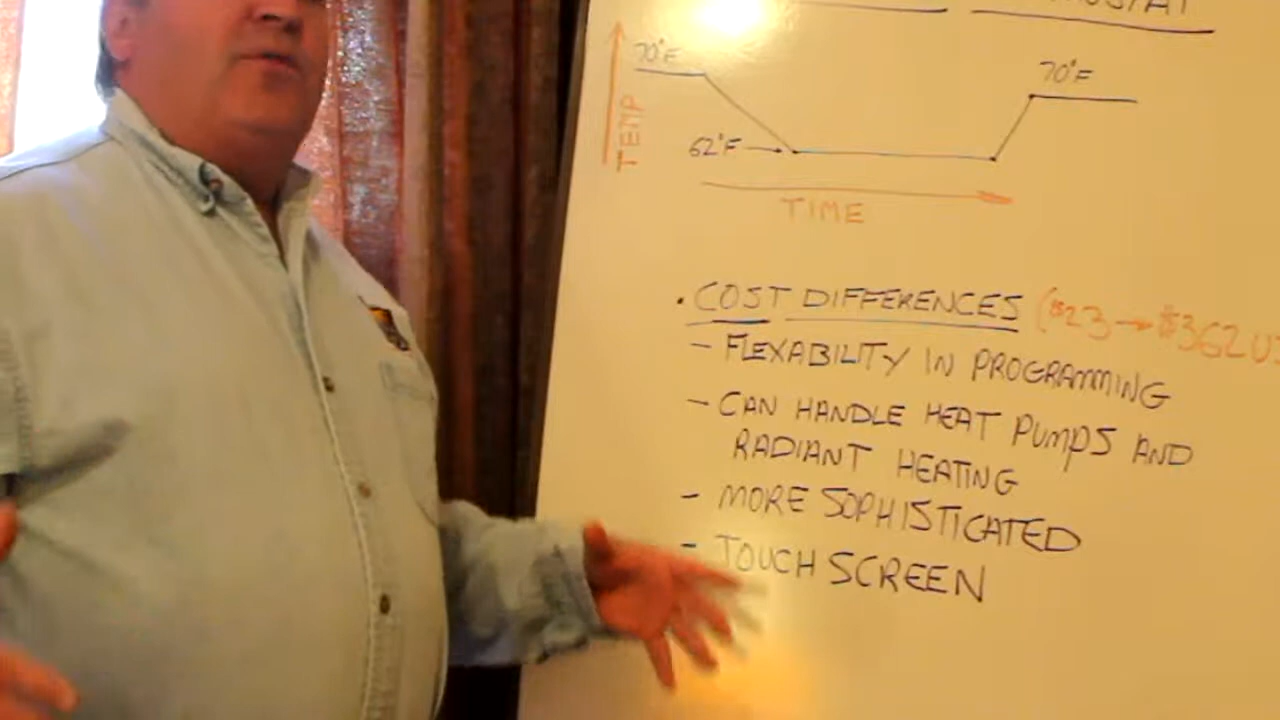 70°F
70°F
TEMP
62°F
TIME
. COST DIFFERENCES ($23 → $362 U
- FLEXABILITY IN PROGRAMMING
- CAN HANDLE HEAT PUMPS AND
RADIANT HEATING
- MORE SOPHISTICATED
- TOUCH SCREEN